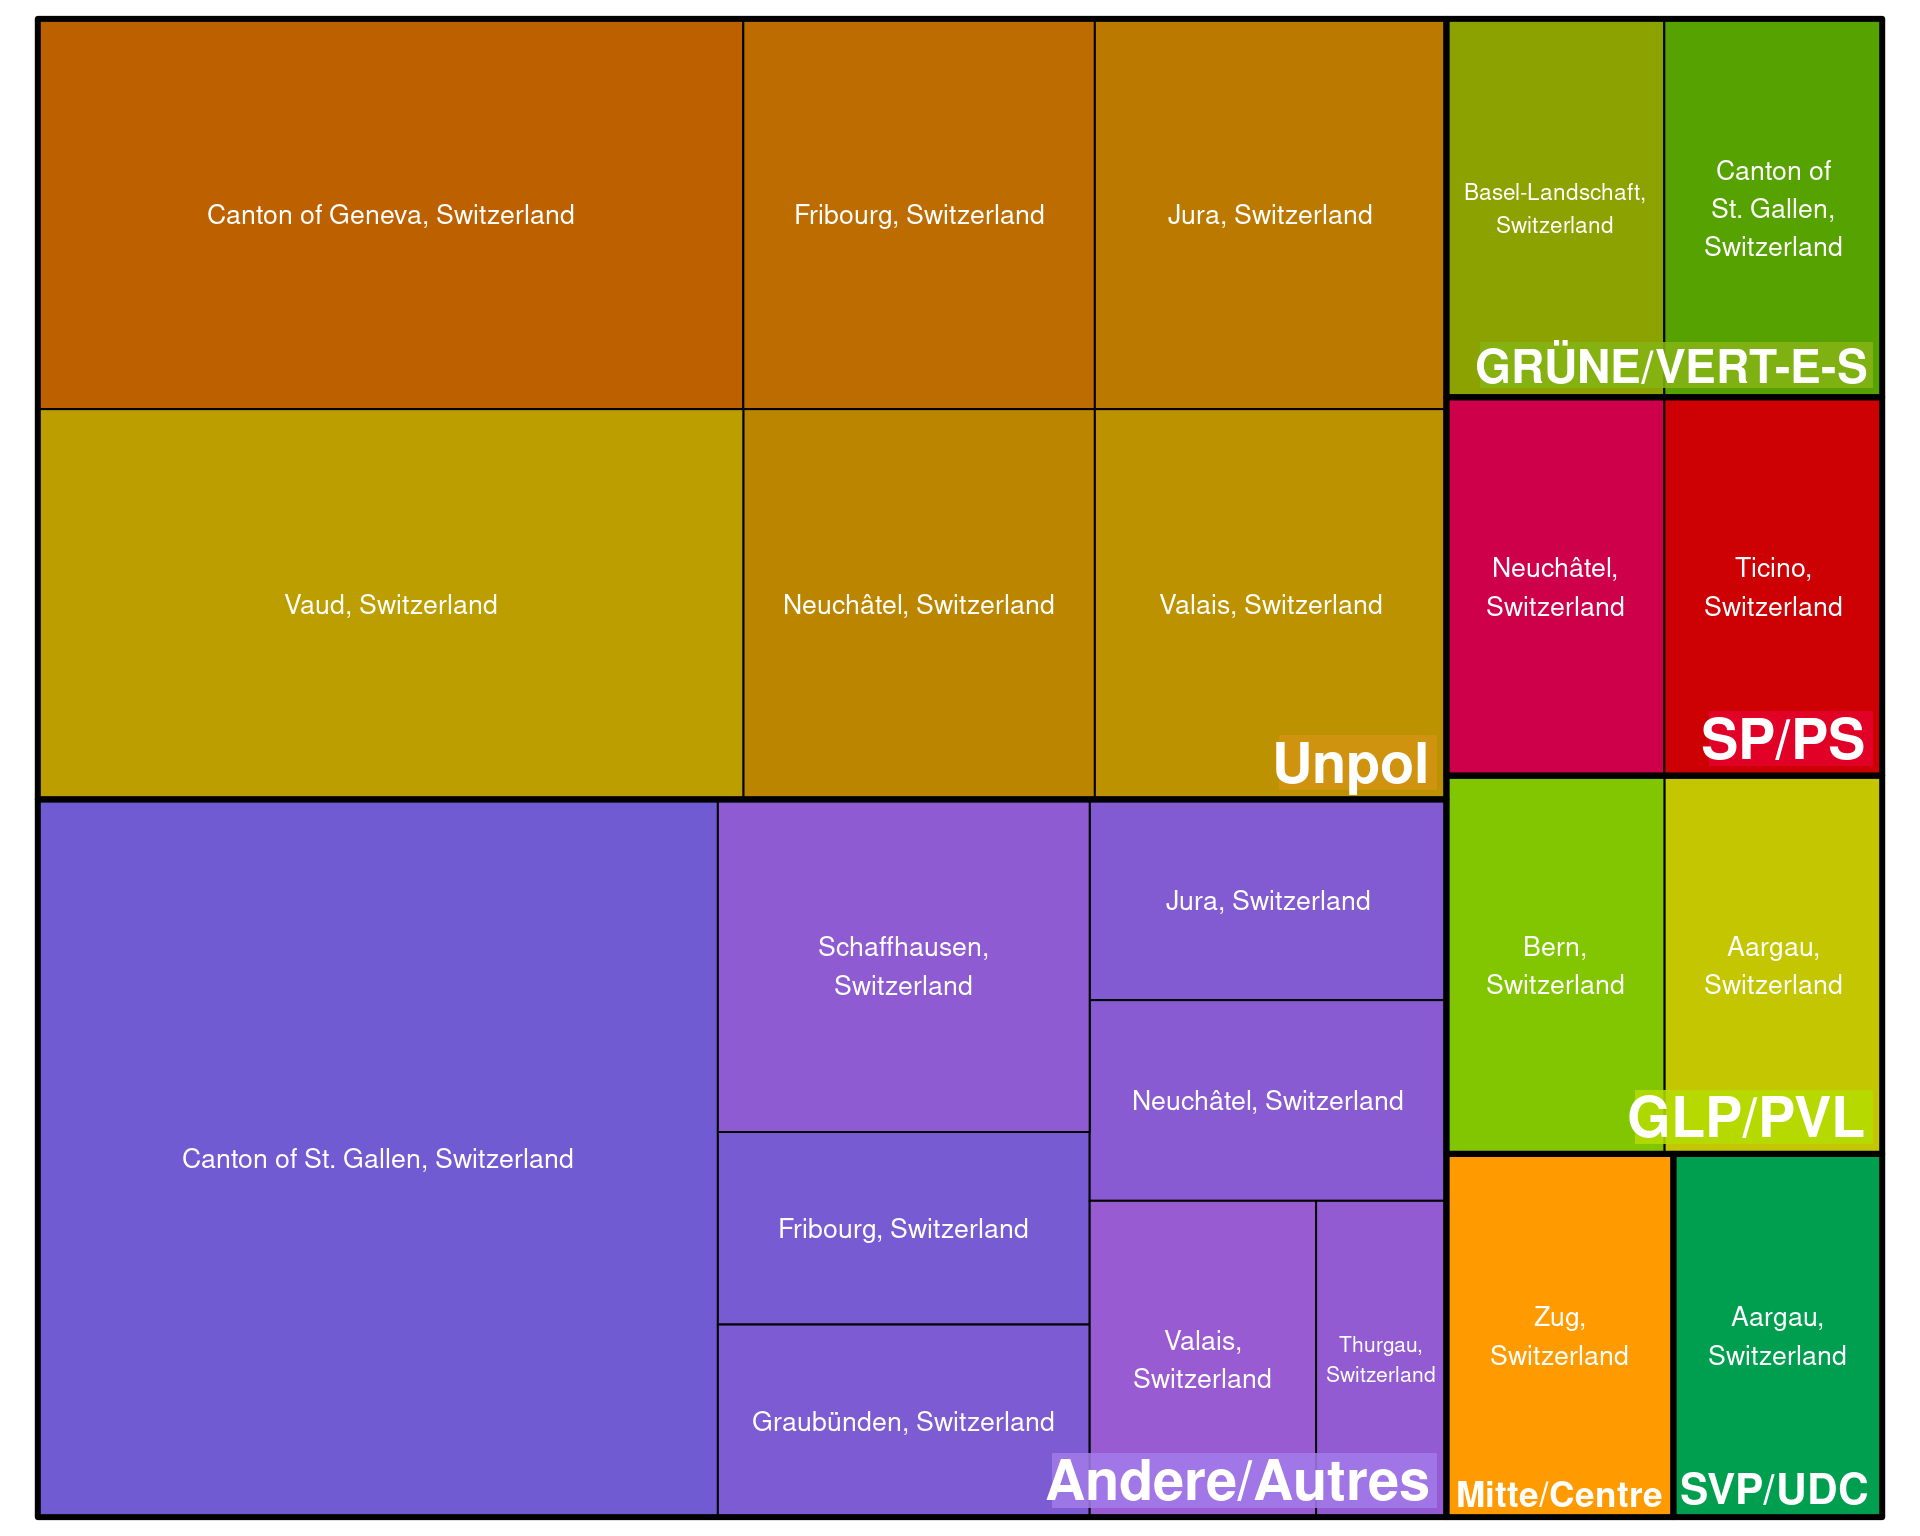 Canton of Geneva, Switzerland
Fribourg, Switzerland
Jura, Switzerland
Vaud, Switzerland
Neuchâtel, Switzerland
Valais, Switzerland
Unpol
Canton of St. Gallen, Switzerland
Schaffhausen,
Switzerland
Fribourg, Switzerland
Graubünden, Switzerland
Jura, Switzerland
Neuchâtel, Switzerland
Valais,
Switzerland
Thurgau,
Switzerland
Andere/Autres
Basel-Landschaft,
Switzerland
Canton of
St. Gallen,
Switzerland
GRÜNE/VERT-E-S
Neuchâtel,
Switzerland
Ticino,
Switzerland
SP/PS
Bern,
Switzerland
Aargau,
Switzerland
GLP/PVL
Zug,
Switzerland
Mitte/Centre
Aargau,
Switzerland
SVP/UDC